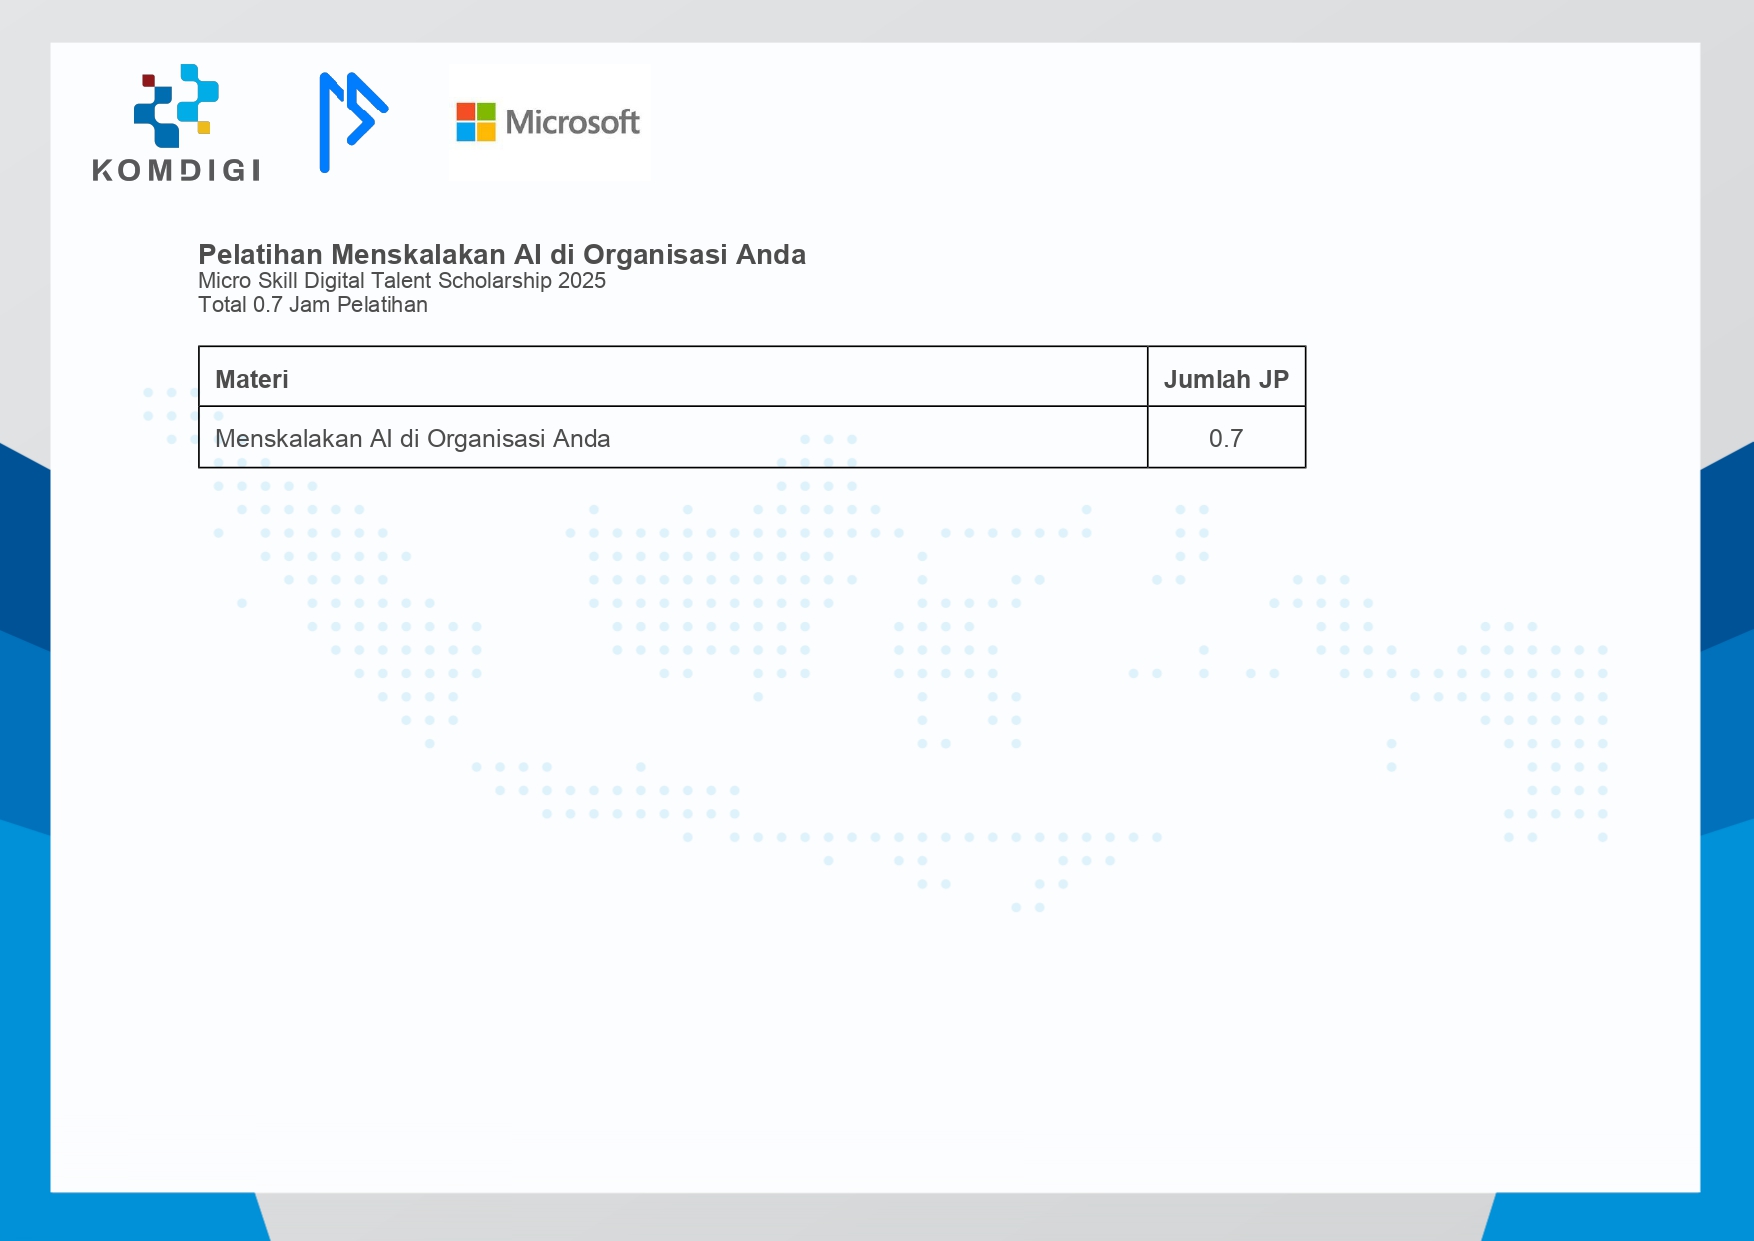 KOMDIGI
Microsoft
Pelatihan Menskalakan AI di Organisasi Anda
Micro Skill Digital Talent Scholarship 2025
Total 0.7 Jam Pelatihan
Materi Jumlah JP
Menskalakan AI di Organisasi Anda 0.7